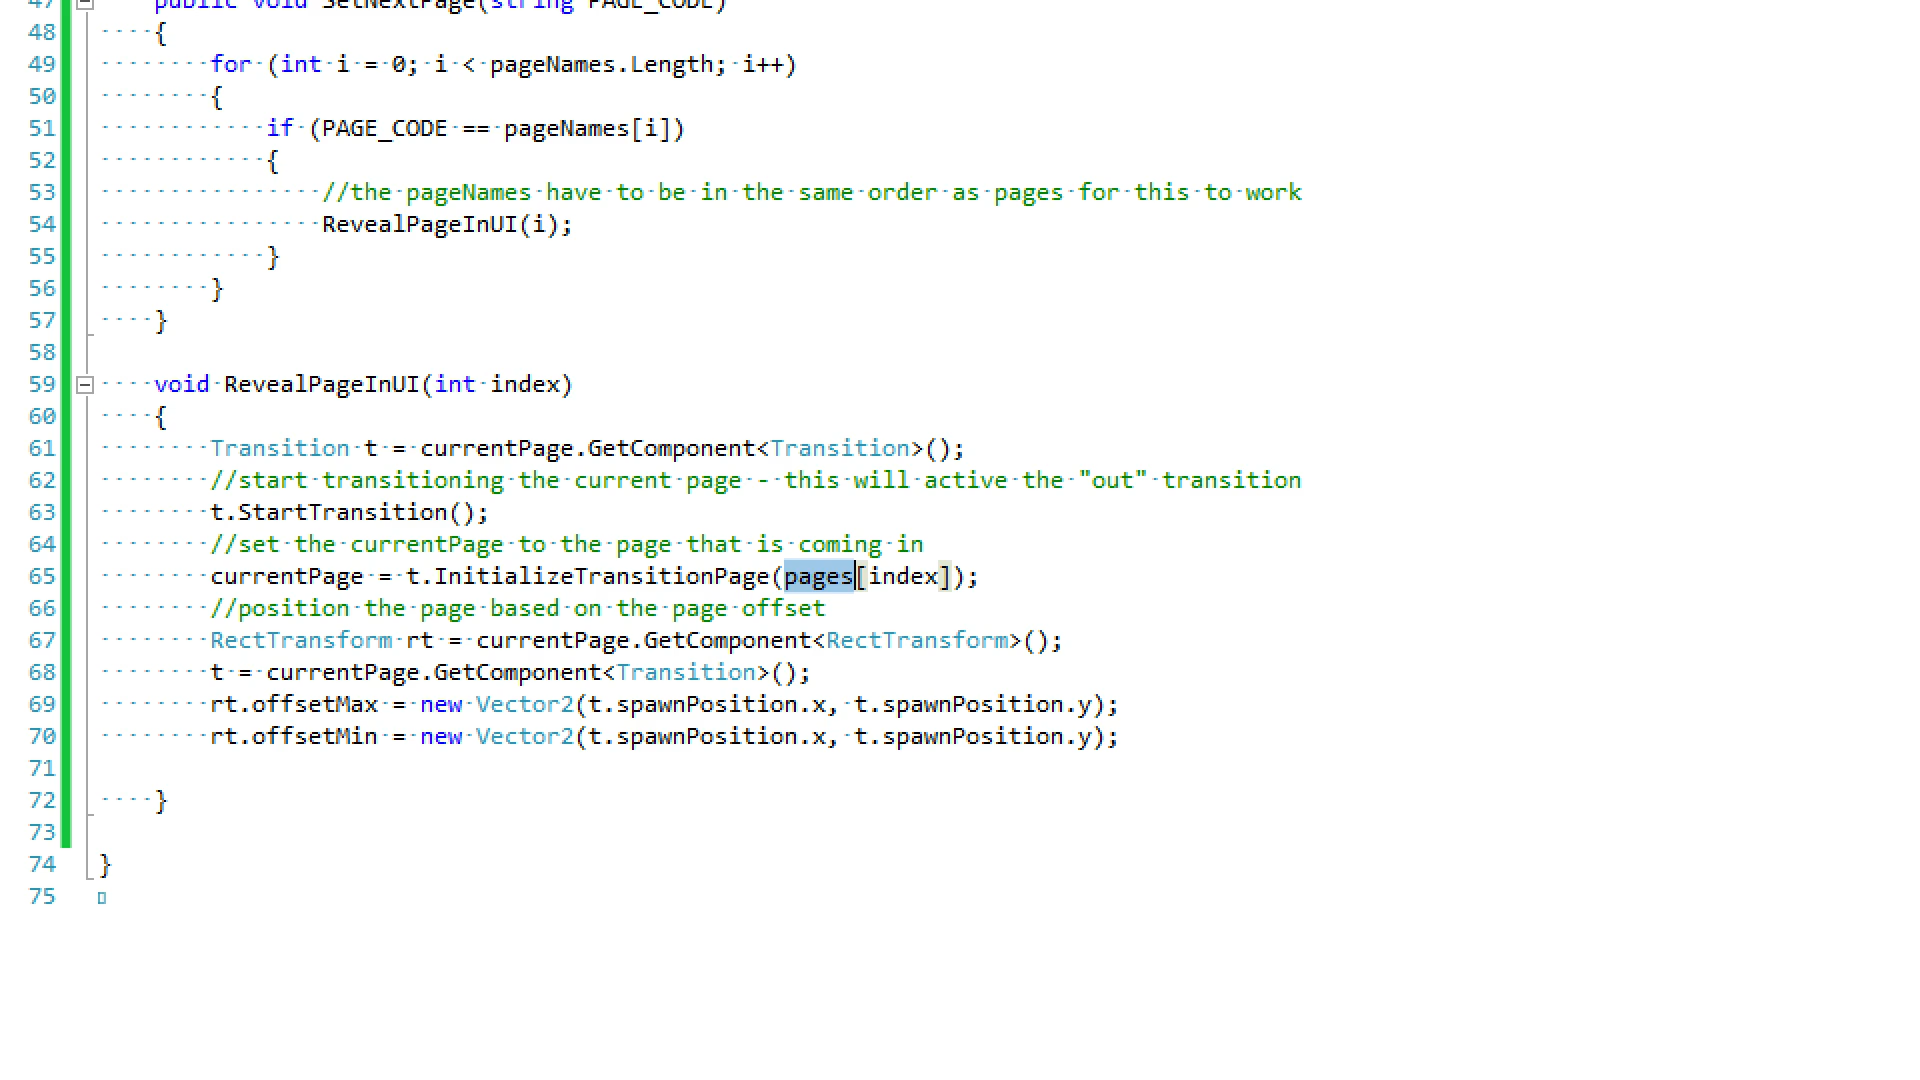 47 public void SetNextPage(string PAGE_CODE)
48 {
49 for (int i = 0; i < pageNames.Length; i++)
50 {
51 if (PAGE_CODE == pageNames[i])
52 {
53 //the pageNames have to be in the same order as pages for this to work
54 RevealPageInUI(i);
55 }
56 }
57 }
58
59 void RevealPageInUI(int index)
60 {
61 Transition t = currentPage.GetComponent<Transition>();
62 //start transitioning the current page - this will active the "out" transition
63 t.StartTransition();
64 //set the currentPage to the page that is coming in
65 currentPage = t.InitializeTransitionPage(pages[index]);
66 //position the page based on the page offset
67 RectTransform rt = currentPage.GetComponent<RectTransform>();
68 t = currentPage.GetComponent<Transition>();
69 rt.offsetMax = new Vector2(t.spawnPosition.x, t.spawnPosition.y);
70 rt.offsetMin = new Vector2(t.spawnPosition.x, t.spawnPosition.y);
71
72 }
73
74 }
75